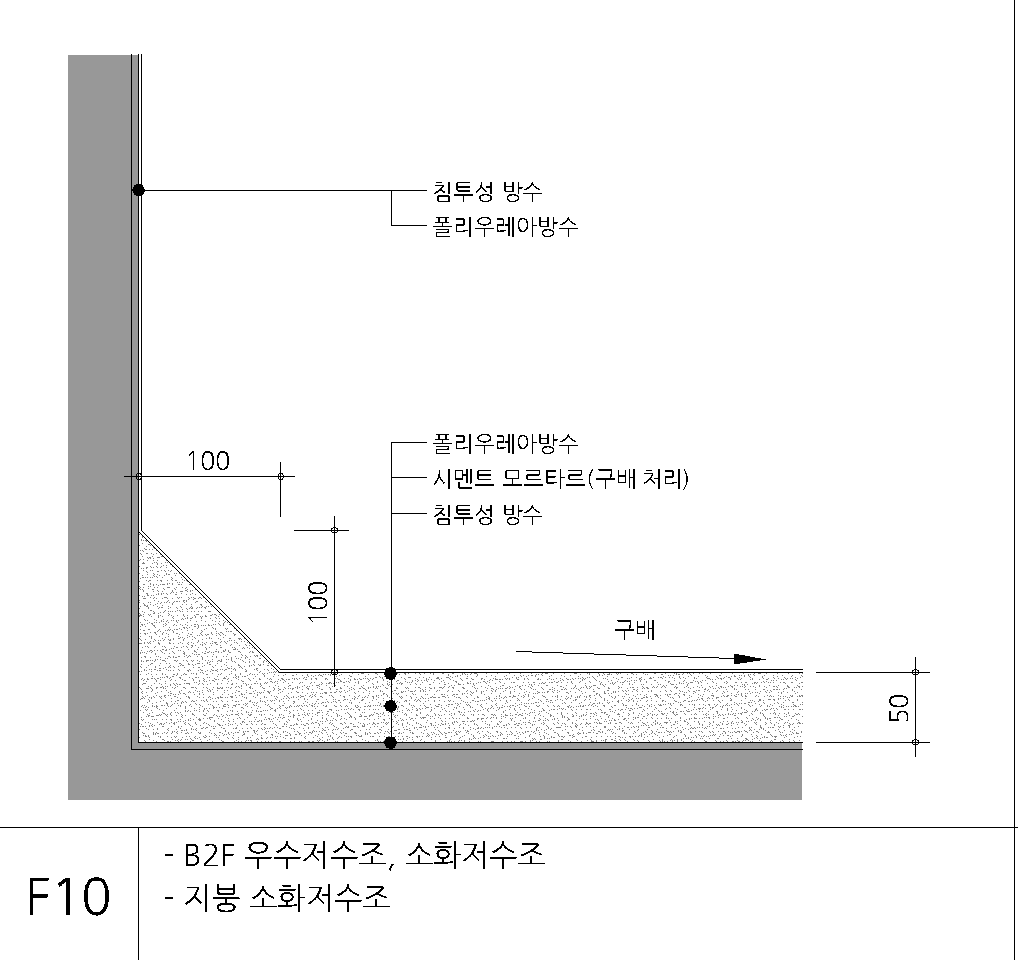 침투성 방수
폴리우레아방수
폴리우레아방수
100
시멘트 모르타르(구배 처리)
침투성 방수
100
구배
50
F10
- B2F 우수저수조, 소화저수조
- 지붕 소화저수조